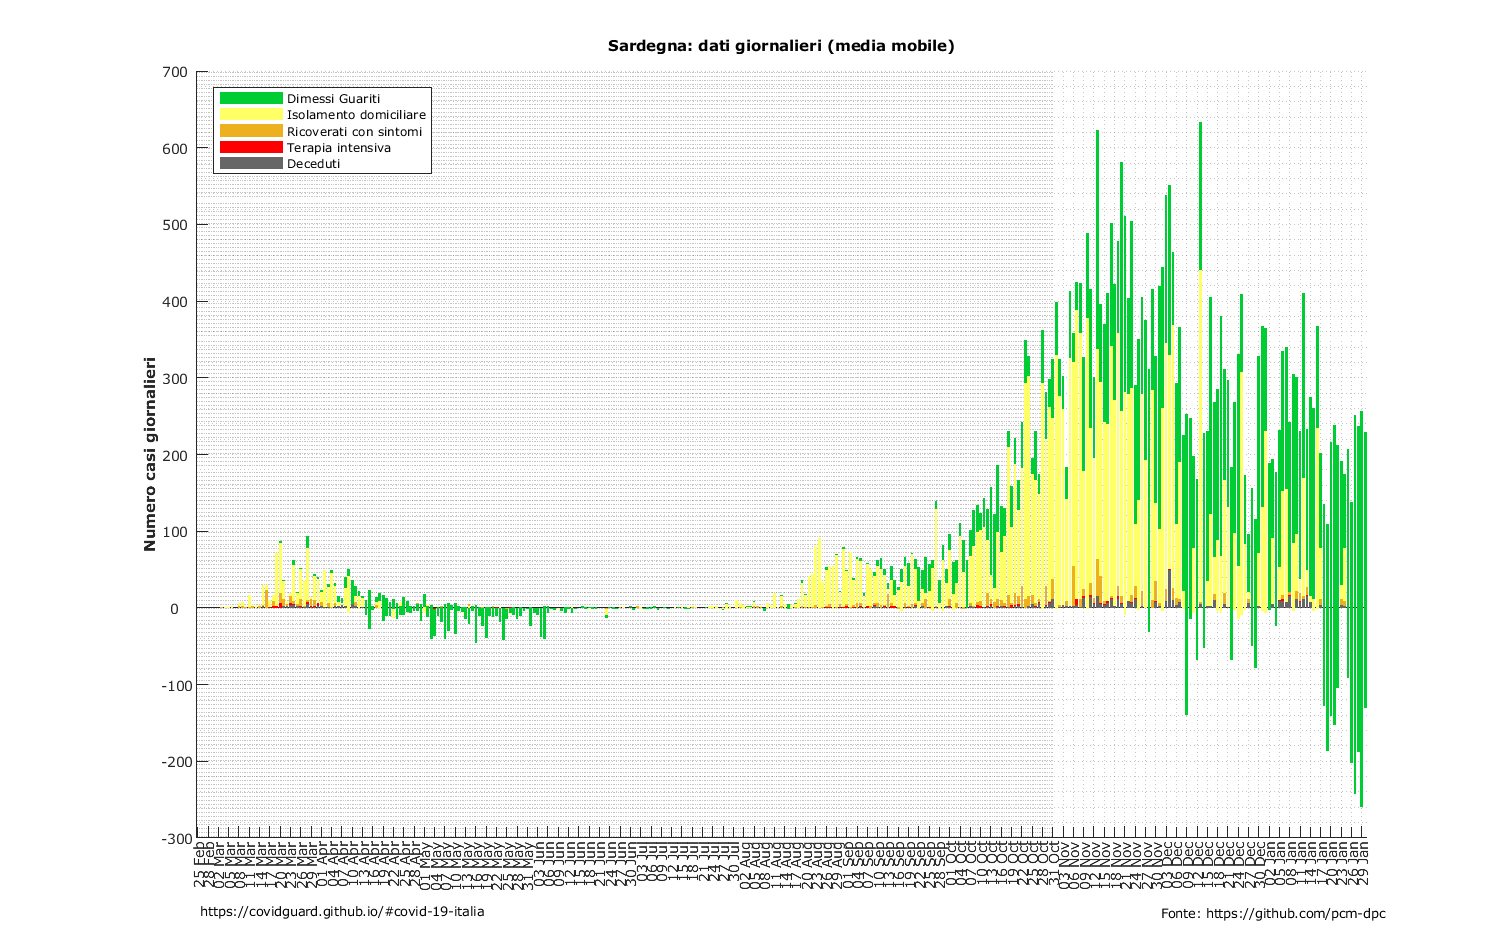 Sardegna: dati giornalieri (media mobile)
700
600
500
400
300
200
100
0
-100
-200
-300
Numero casi giornalieri
Dimessi Guariti
Isolamento domiciliare
Ricoverati con sintomi
Terapia intensiva
Deceduti
25 Feb
28 Feb
02 Mar
05 Mar
08 Mar
11 Mar
14 Mar
17 Mar
20 Mar
23 Mar
26 Mar
29 Mar
01 Apr
04 Apr
07 Apr
10 Apr
13 Apr
16 Apr
19 Apr
22 Apr
25 Apr
28 Apr
01 May
04 May
07 May
10 May
13 May
16 May
19 May
22 May
25 May
28 May
31 May
03 Jun
06 Jun
09 Jun
12 Jun
15 Jun
18 Jun
21 Jun
24 Jun
27 Jun
30 Jun
03 Jul
06 Jul
09 Jul
12 Jul
15 Jul
18 Jul
21 Jul
24 Jul
27 Jul
30 Jul
02 Aug
05 Aug
08 Aug
11 Aug
14 Aug
17 Aug
20 Aug
23 Aug
26 Aug
29 Aug
01 Sep
04 Sep
07 Sep
10 Sep
13 Sep
16 Sep
19 Sep
22 Sep
25 Sep
28 Sep
01 Oct
04 Oct
07 Oct
10 Oct
13 Oct
16 Oct
19 Oct
22 Oct
25 Oct
28 Oct
31 Oct
03 Nov
06 Nov
09 Nov
12 Nov
15 Nov
18 Nov
21 Nov
24 Nov
27 Nov
30 Nov
03 Dec
06 Dec
09 Dec
12 Dec
15 Dec
18 Dec
21 Dec
24 Dec
27 Dec
30 Dec
02 Jan
05 Jan
08 Jan
11 Jan
14 Jan
17 Jan
20 Jan
23 Jan
26 Jan
29 Jan
https://covidguard.github.io/#covid-19-italia
Fonte: https://github.com/pcm-dpc